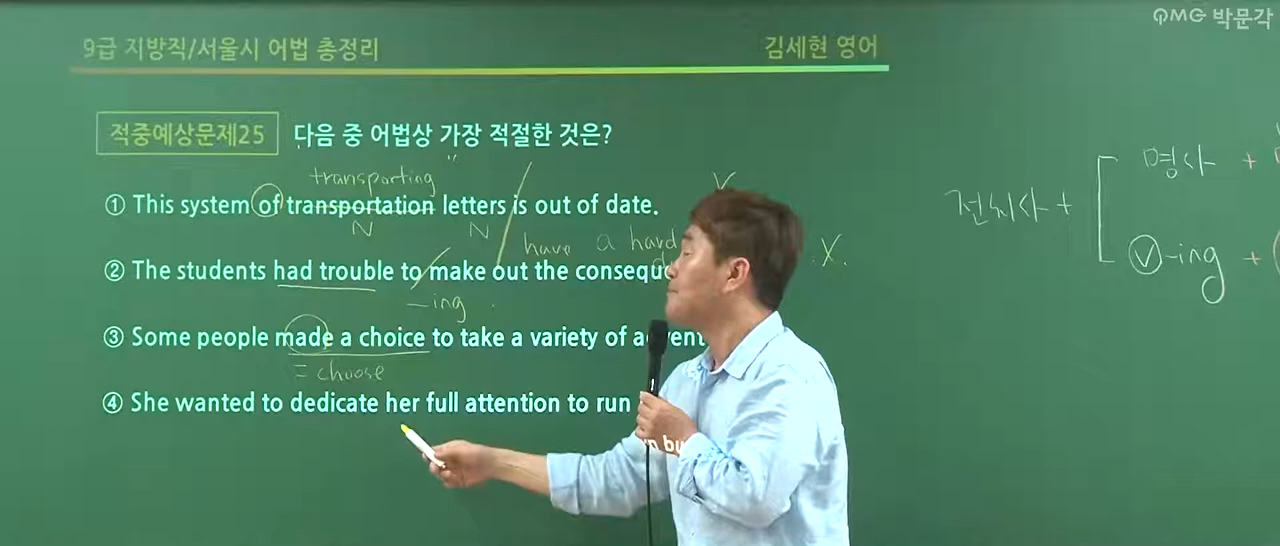 PMG 박문각
9급 지방직/서울시 어법 총정리
김세현 영어
적중예상문제25 다음 중 어법상 가장 적절한 것은?
transporting
① This system of transportation letters is out of date.
N N
have a hard
② The students had trouble to make out the consequ
-ing
③ Some people made a choice to take a variety of
= choose
④ She wanted to dedicate her full attention to run
전치사 + 명사 +
V-ing +
X.